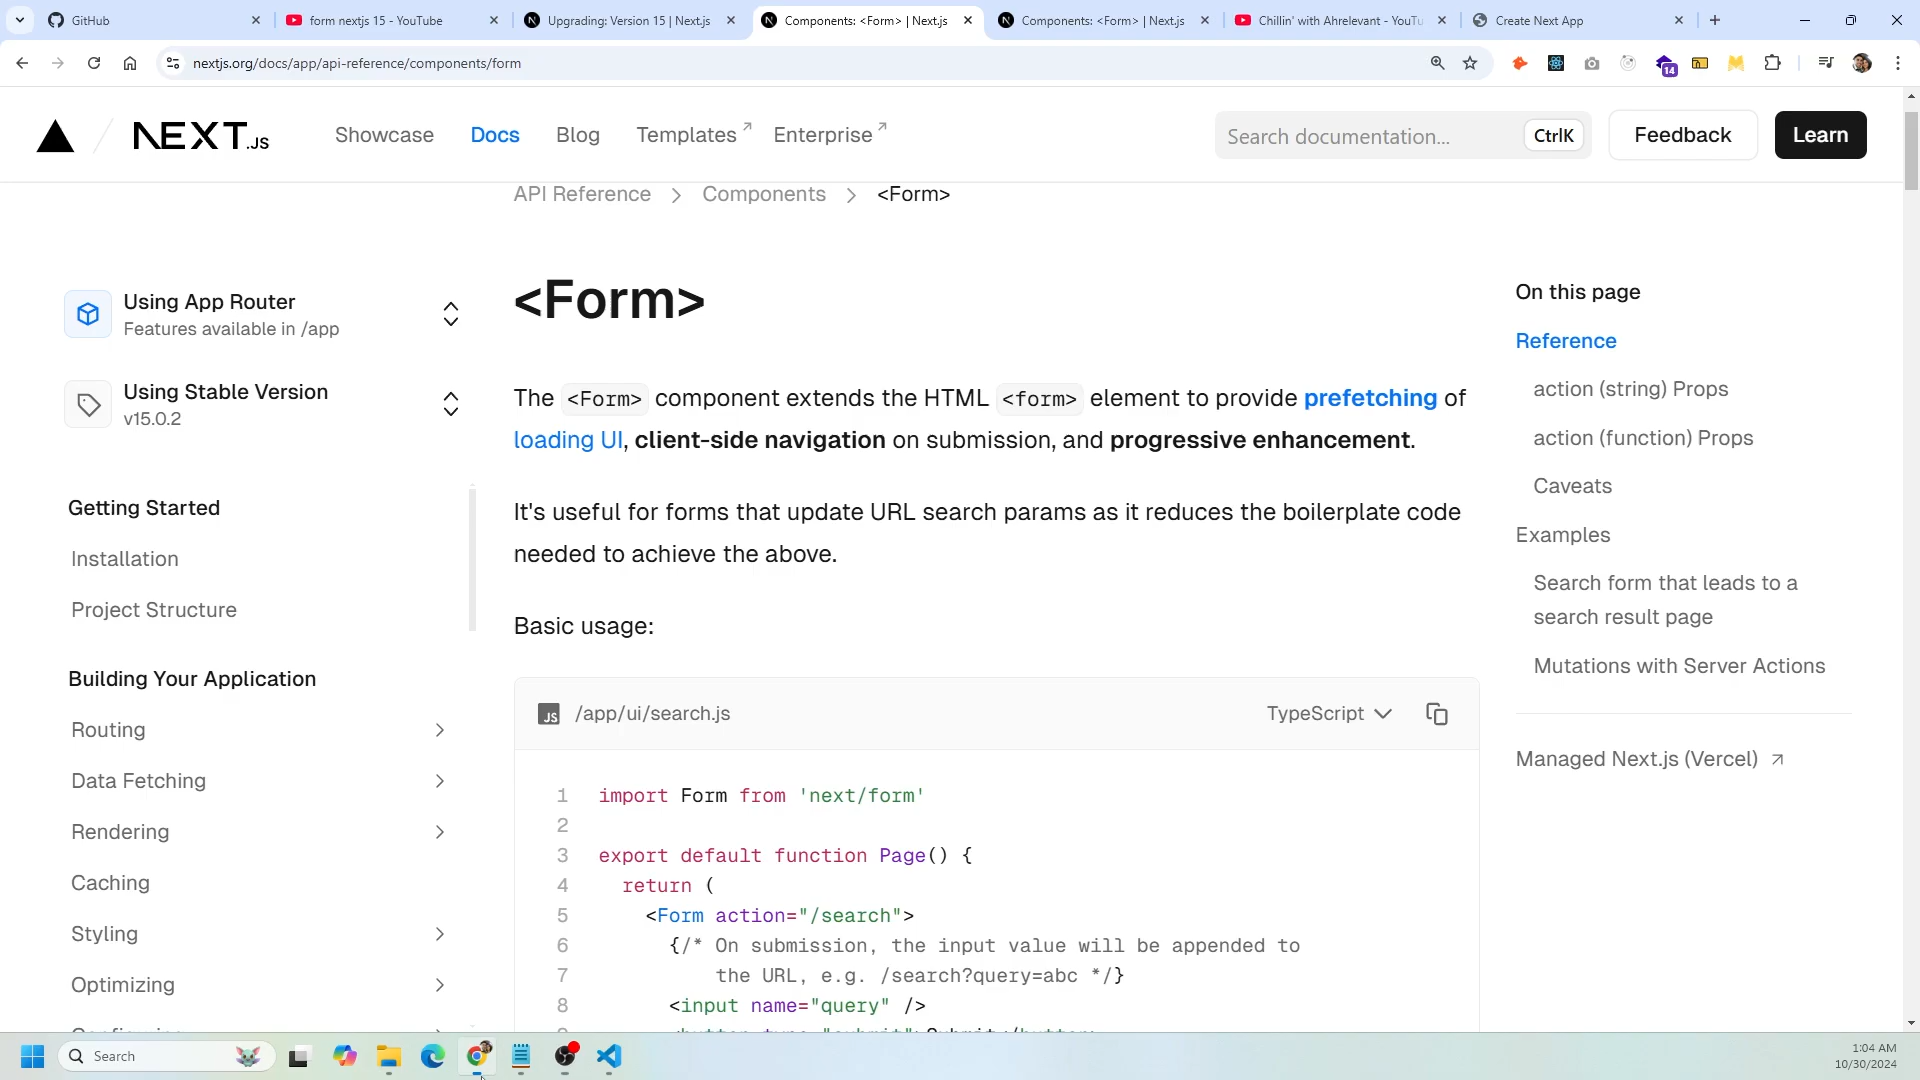 GitHub
form nextjs 15 - YouTube
Upgrading: Version 15 | Next.js
Components: <Form> | Next.js
Components: <Form> | Next.js
Chillin' with Ahrelevant - YouTu
Create Next App
nextjs.org/docs/app/api-reference/components/form
14
NEXT.JS
Showcase
Docs
Blog
Templates
Enterprise
Search documentation...
CtrlK
Feedback
Learn
API Reference > Components > <Form>
Using App Router
Features available in /app
Using Stable Version
v15.0.2
Getting Started
Installation
Project Structure
Building Your Application
Routing
Data Fetching
Rendering
Caching
Styling
Optimizing
<Form>
The <Form> component extends the HTML <form> element to provide prefetching of
loading UI, client-side navigation on submission, and progressive enhancement.
It's useful for forms that update URL search params as it reduces the boilerplate code
needed to achieve the above.
Basic usage:
JS /app/ui/search.js
TypeScript
1 import Form from 'next/form'
2
3 export default function Page() {
4 return (
5 <Form action="/search">
6 {/* On submission, the input value will be appended to
7 the URL, e.g. /search?query=abc */}
8 <input name="query" />
On this page
Reference
action (string) Props
action (function) Props
Caveats
Examples
Search form that leads to a
search result page
Mutations with Server Actions
Managed Next.js (Vercel)
Search
1:04 AM
10/30/2024